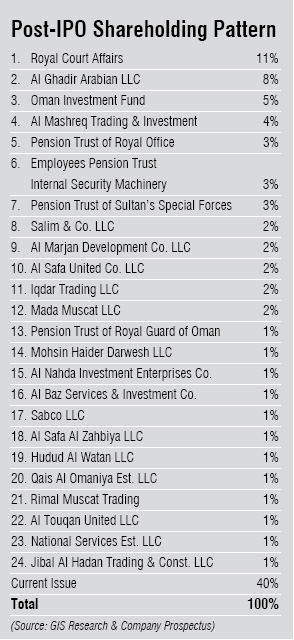 Post-IPO Shareholding Pattern
1. Royal Court Affairs 11%
2. Al Ghadir Arabian LLC 8%
3. Oman Investment Fund 5%
4. Al Mashreq Trading & Investment 4%
5. Pension Trust of Royal Office 3%
6. Employees Pension Trust
Internal Security Machinery 3%
7. Pension Trust of Sultan's Special Forces 3%
8. Salim & Co. LLC 2%
9. Al Marjan Development Co. LLC 2%
10. Al Safa United Co. LLC 2%
11. Iqdar Trading LLC 2%
12. Mada Muscat LLC 2%
13. Pension Trust of Royal Guard of Oman 1%
14. Mohsin Haider Darwesh LLC 1%
15. Al Nahda Investment Enterprises Co. 1%
16. Al Baz Services & Investment Co. 1%
17. Sabco LLC 1%
18. Al Safa Al Zahbiya LLC 1%
19. Hudud Al Watan LLC 1%
20. Qais Al Omaniya Est. LLC 1%
21. Rimal Muscat Trading 1%
22. Al Touqan United LLC 1%
23. National Services Est. LLC 1%
24. Jibal Al Hadan Trading & Const. LLC 1%
Current Issue 40%
Total 100%
(Source: GIS Research & Company Prospectus)